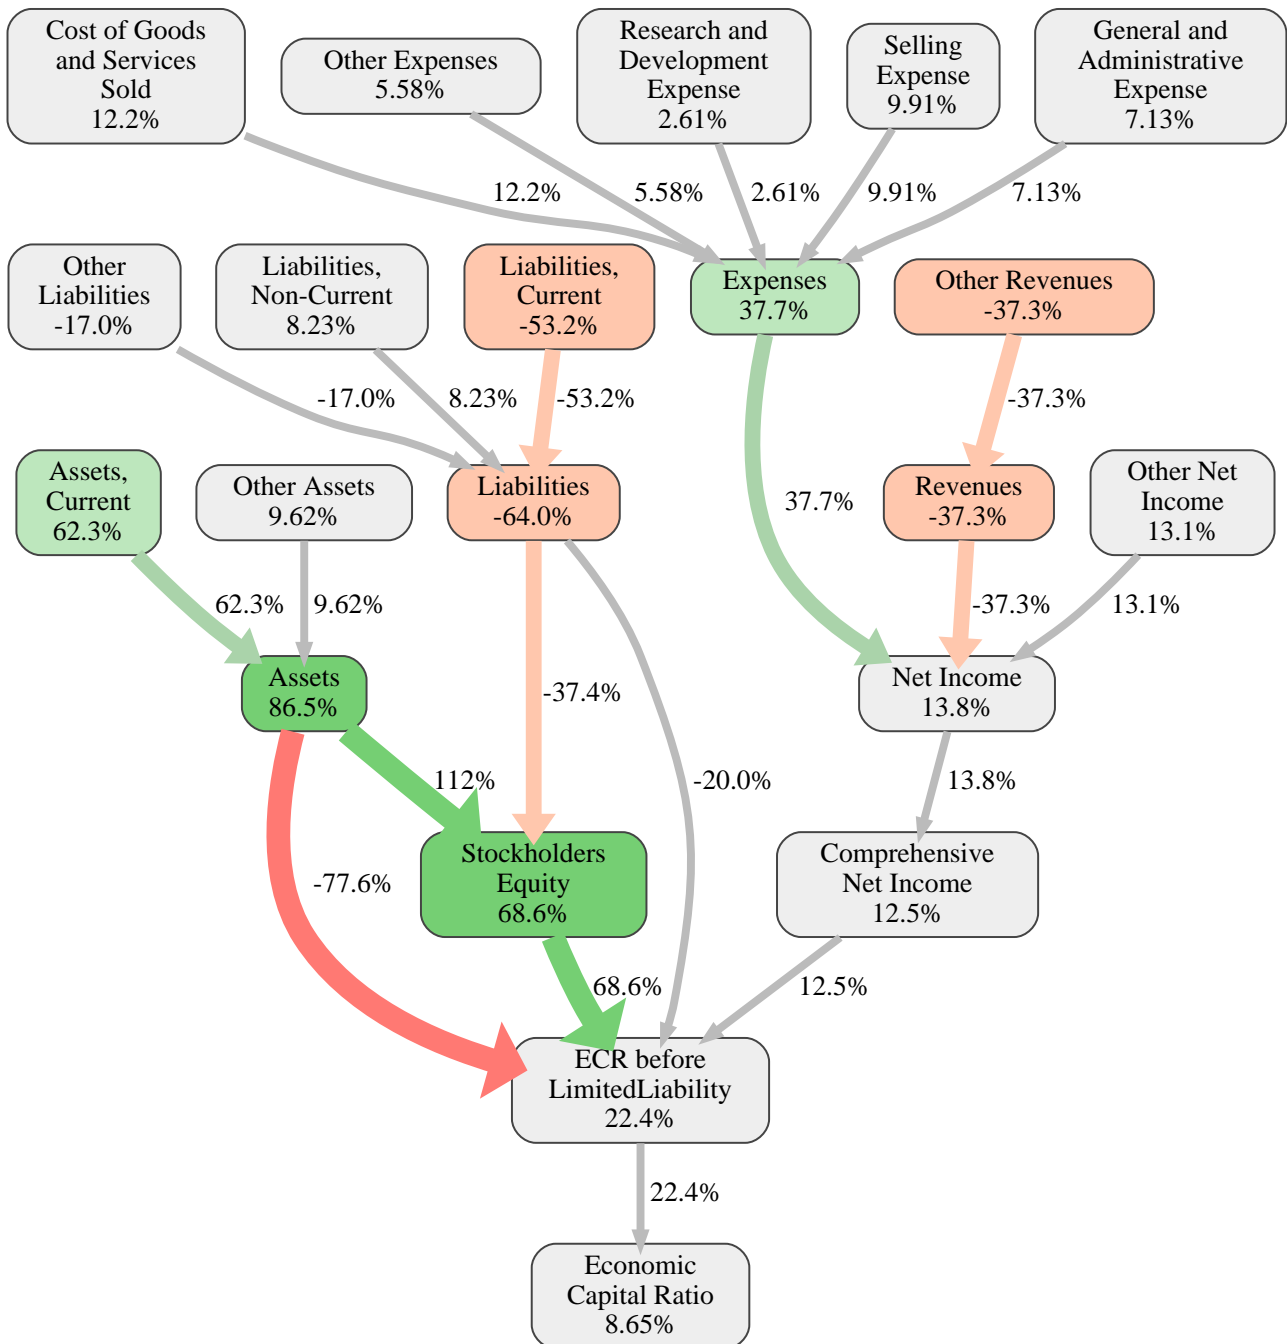 Cost of Goods
and Services
Sold
12.2%
Other Expenses
5.58%
Research and
Development
Expense
2.61%
Selling
Expense
9.91%
General and
Administrative
Expense
7.13%
12.2%
5.58%
2.61%
9.91%
7.13%
Other
Liabilities
-17.0%
Liabilities,
Non-Current
8.23%
Liabilities,
Current
-53.2%
Expenses
37.7%
Other Revenues
-37.3%
-17.0%
8.23%
-53.2%
-37.3%
Assets,
Current
62.3%
Other Assets
9.62%
Liabilities
-64.0%
37.7%
Revenues
-37.3%
Other Net
Income
13.1%
62.3%
9.62%
-37.3%
13.1%
Assets
86.5%
-37.4%
Net Income
13.8%
112%
-20.0%
13.8%
-77.6%
Stockholders
Equity
68.6%
Comprehensive
Net Income
12.5%
68.6%
12.5%
ECR before
LimitedLiability
22.4%
22.4%
Economic
Capital Ratio
8.65%